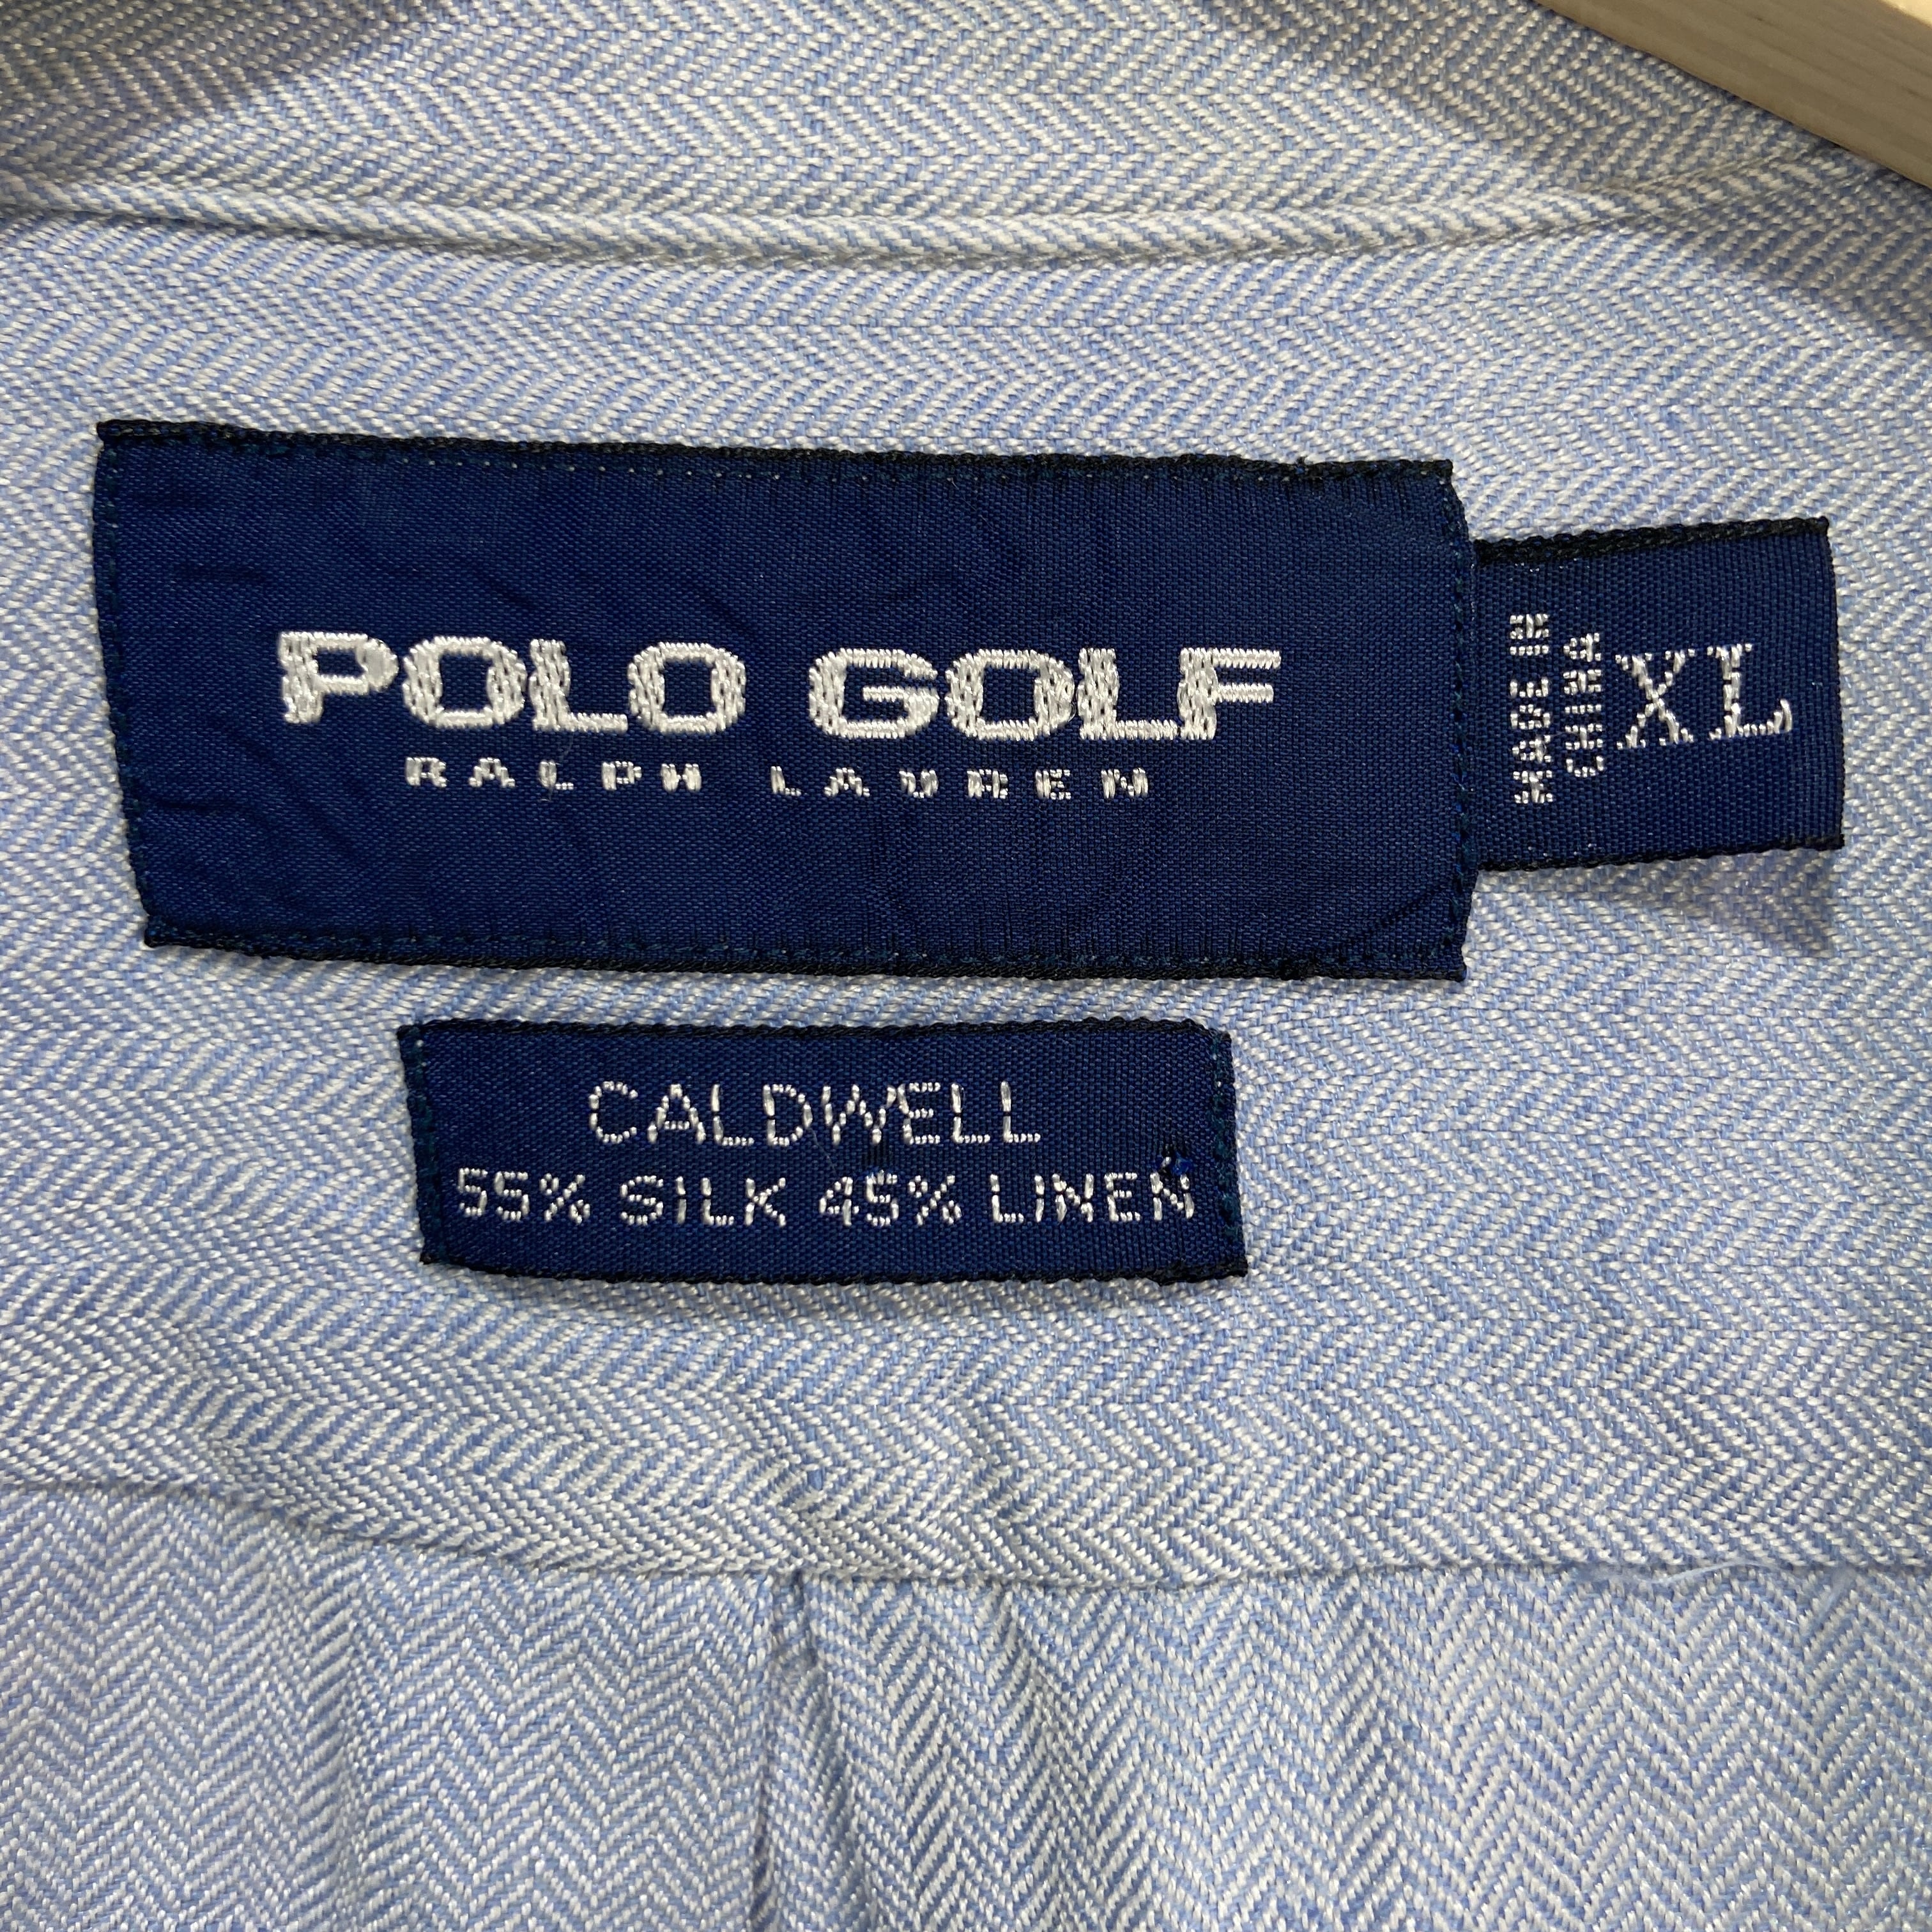 POLO GOLF
RALPH LAUREN
MADE IN
CHINA
XL
CALDWELL
55% SILK 45% LINEN